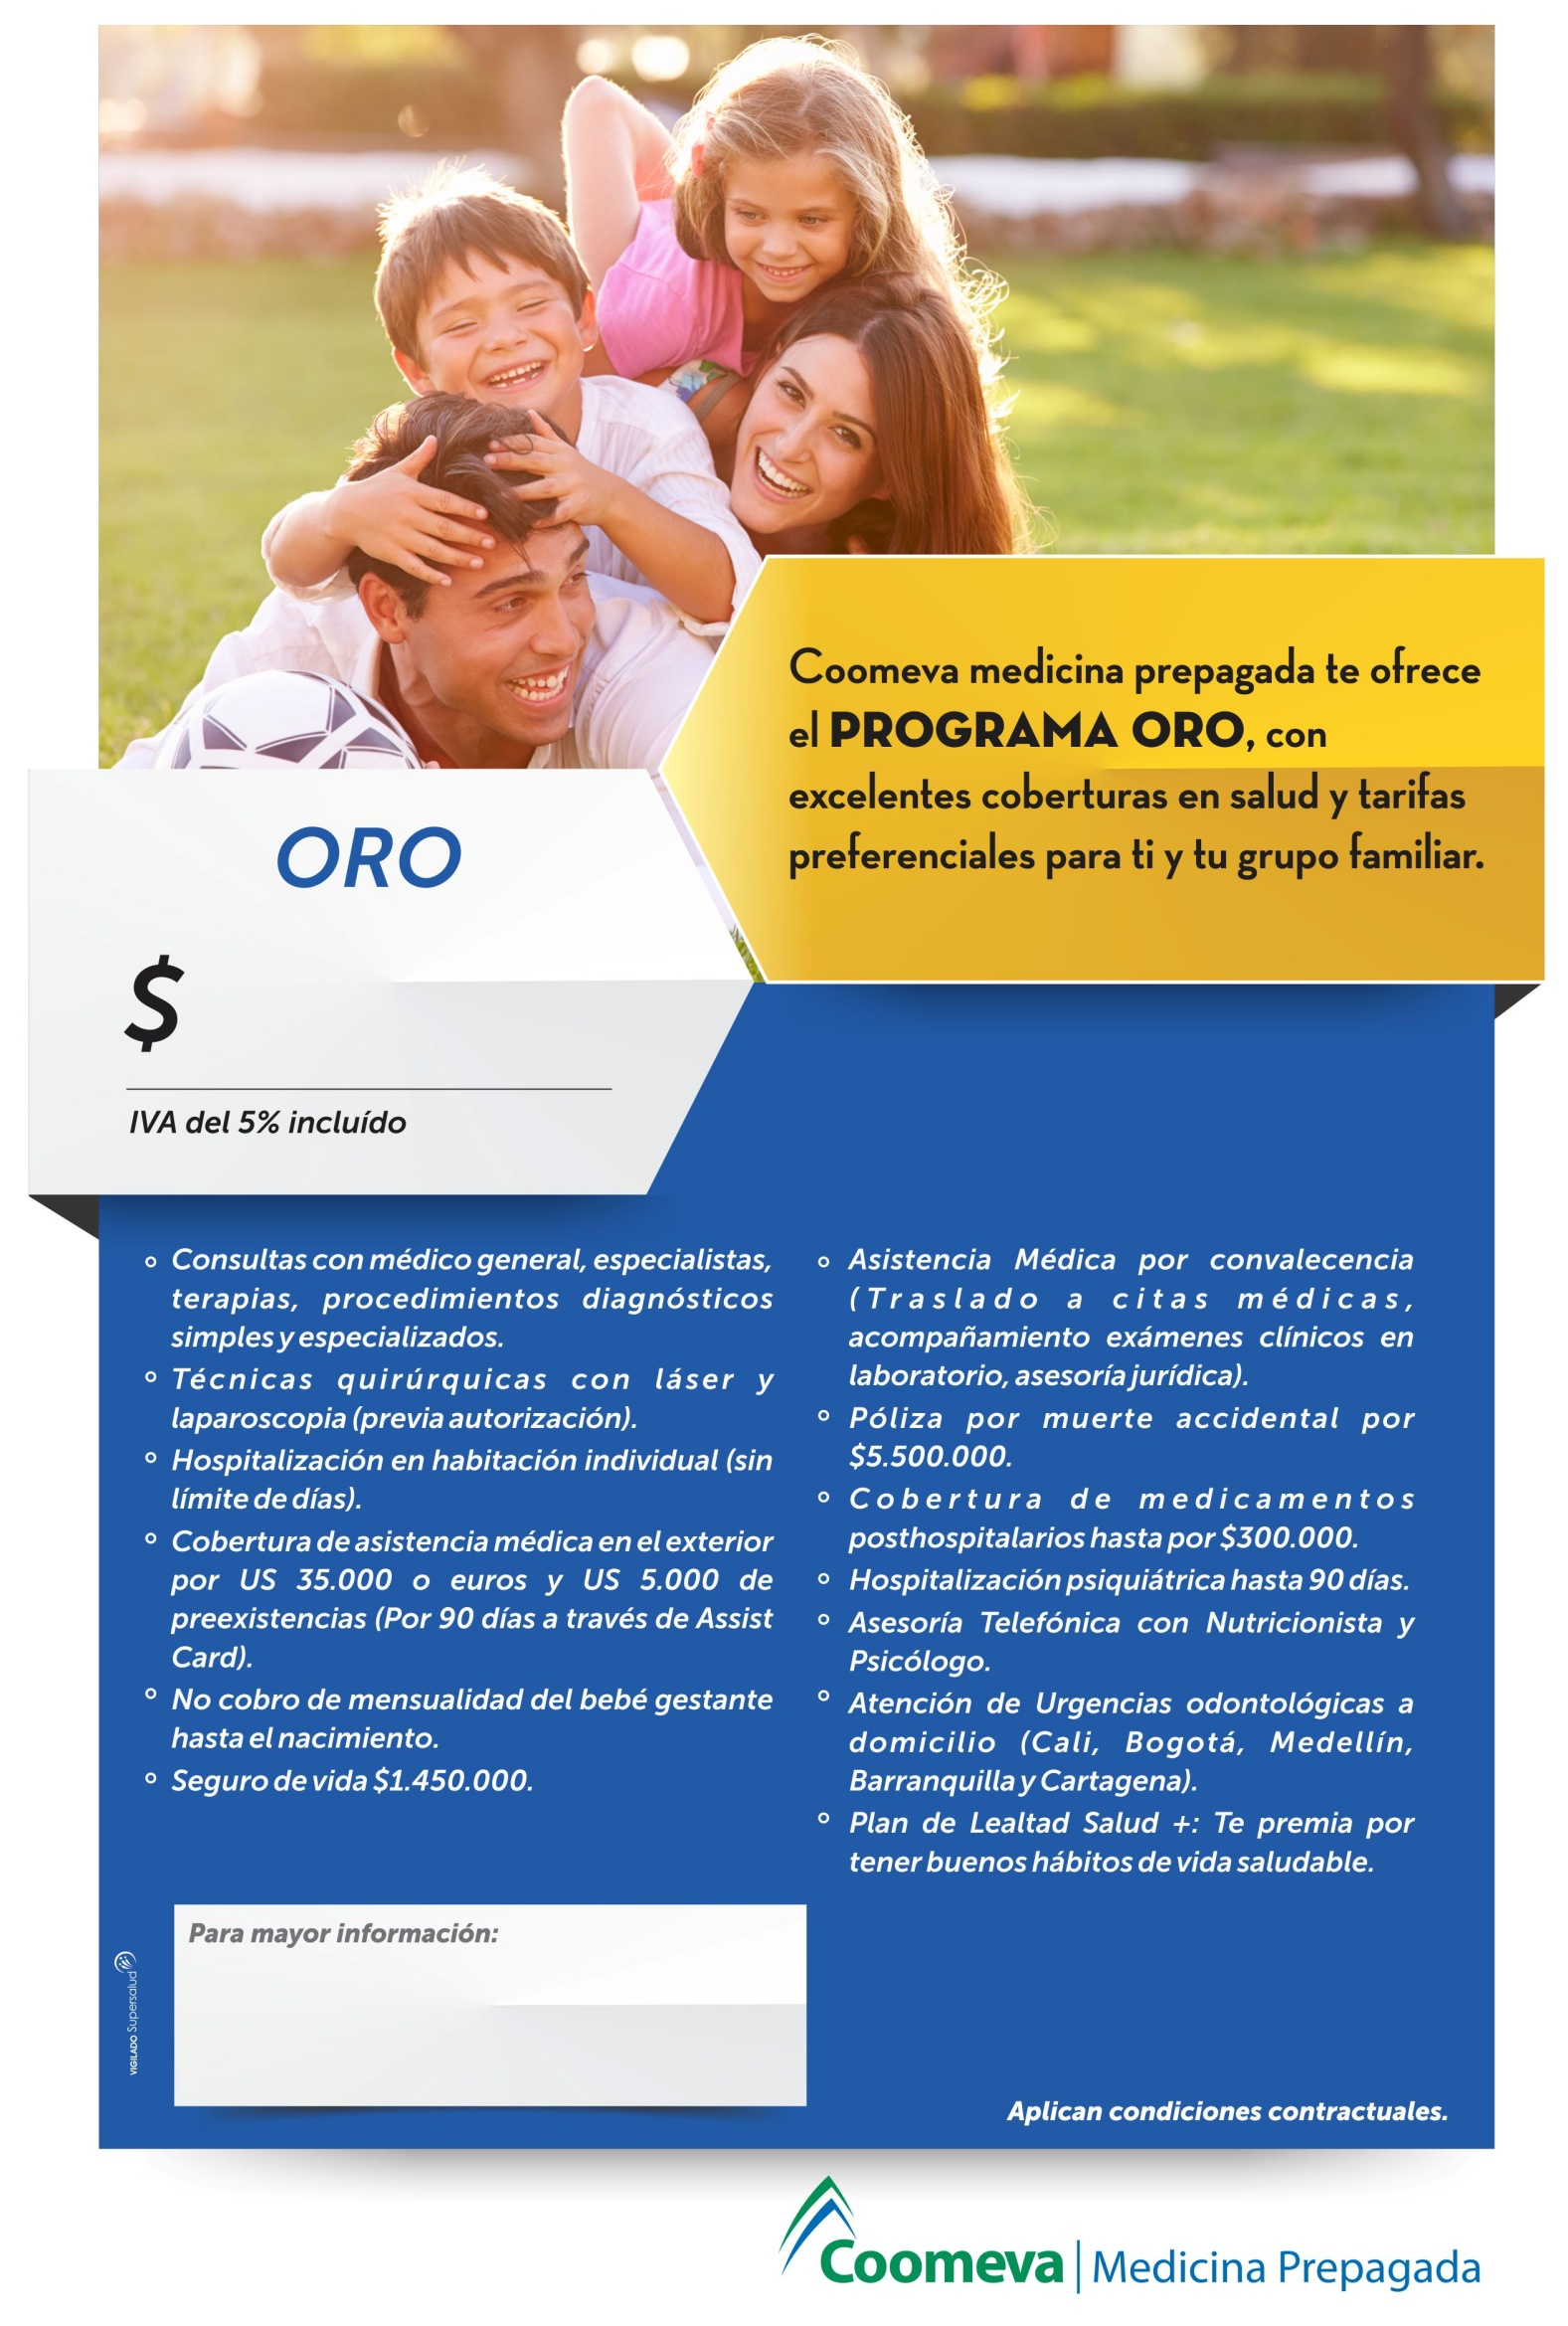 Coomeva medicina prepagada te ofrece
el PROGRAMA ORO, con
excelentes coberturas en salud y tarifas
preferenciales para ti y tu grupo familiar.
ORO
$
IVA del 5% incluído
Consultas con médico general, especialistas,
terapias, procedimientos diagnósticos
simples y especializados.
Técnicas quirúrquicas con láser y
laparoscopia (previa autorización).
Hospitalización en habitación individual (sin
límite de días).
Cobertura de asistencia médica en el exterior
por US 35.000 o euros y US 5.000 de
preexistencias (Por 90 días a través de Assist
Card).
No cobro de mensualidad del bebé gestante
hasta el nacimiento.
Seguro de vida $1.450.000.
Asistencia Médica por convalecencia
(Traslado a citas médicas,
acompañamiento exámenes clínicos en
laboratorio, asesoría jurídica).
Póliza por muerte accidental por
$5.500.000.
Cobertura de medicamentos
posthospitalarios hasta por $300.000.
Hospitalización psiquiátrica hasta 90 días.
Asesoría Telefónica con Nutricionista y
Psicólogo.
Atención de Urgencias odontológicas a
domicilio (Cali, Bogotá, Medellín,
Barranquilla y Cartagena).
Plan de Lealtad Salud +: Te premia por
tener buenos hábitos de vida saludable.
Para mayor información:
VIGILADO Supersalud
Aplican condiciones contractuales.
Coomeva | Medicina Prepagada